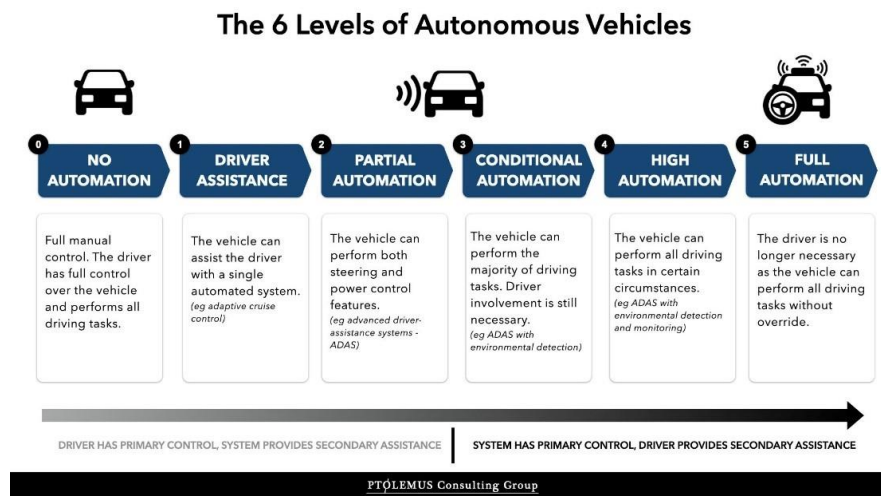 The 6 Levels of Autonomous Vehicles
0
NO
AUTOMATION
1
DRIVER
ASSISTANCE
2
PARTIAL
AUTOMATION
3
CONDITIONAL
AUTOMATION
4
HIGH
AUTOMATION
5
FULL
AUTOMATION
Full manual
control. The driver
has full control
over the vehicle
and performs all
driving tasks.
The vehicle can
assist the driver
with a single
automated system.
(eg adaptive cruise
control)
The vehicle can
perform both
steering and
power control
features.
(eg advanced driver-
assistance systems -
ADAS)
The vehicle can
perform the
majority of driving
tasks. Driver
involvement is still
necessary.
(eg ADAS with
environmental detection)
The vehicle can
perform all driving
tasks in certain
circumstances.
(eg ADAS with
environmental detection
and monitoring)
The driver is no
longer necessary
as the vehicle can
perform all driving
tasks without
override.
DRIVER HAS PRIMARY CONTROL, SYSTEM PROVIDES SECONDARY ASSISTANCE
SYSTEM HAS PRIMARY CONTROL, DRIVER PROVIDES SECONDARY ASSISTANCE
PTOLEMUS Consulting Group